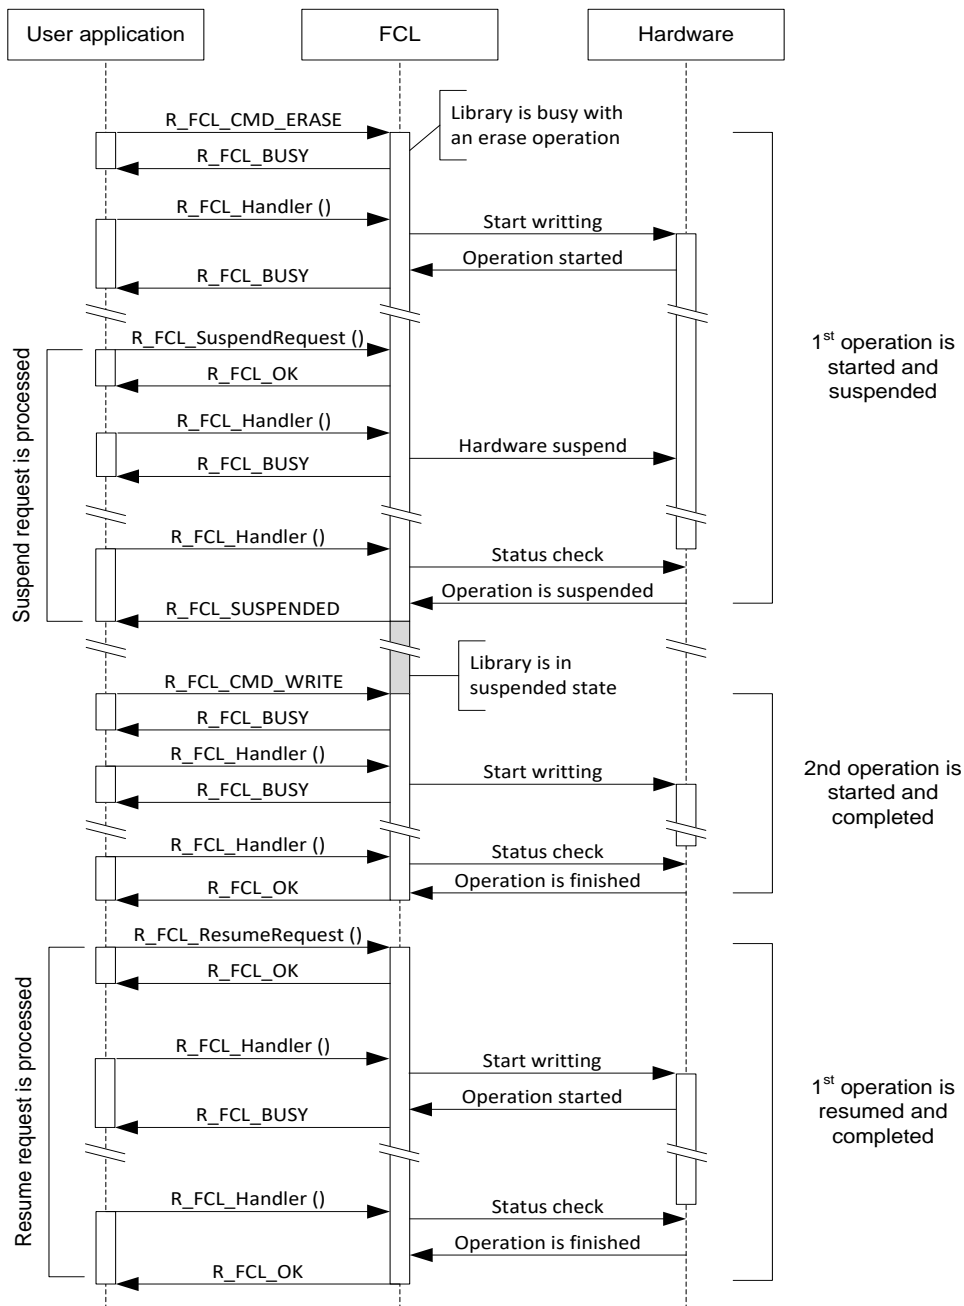 User application
FCL
Hardware
R_FCL_CMD_ERASE
Library is busy with
an erase operation
R_FCL_BUSY
R_FCL_Handler ()
Start writting
Operation started
R_FCL_BUSY
R_FCL_SuspendRequest ()
1st operation is
started and
suspended
R_FCL_OK
R_FCL_Handler ()
Hardware suspend
R_FCL_BUSY
Suspend request is processed
R_FCL_Handler ()
Status check
Operation is suspended
R_FCL_SUSPENDED
Library is in
suspended state
R_FCL_CMD_WRITE
R_FCL_BUSY
R_FCL_Handler ()
Start writting
R_FCL_BUSY
2nd operation is
started and
completed
R_FCL_Handler ()
Status check
Operation is finished
R_FCL_OK
R_FCL_ResumeRequest ()
R_FCL_OK
Resume request is processed
R_FCL_Handler ()
Start writting
Operation started
R_FCL_BUSY
1st operation is
resumed and
completed
R_FCL_Handler ()
Status check
Operation is finished
R_FCL_OK